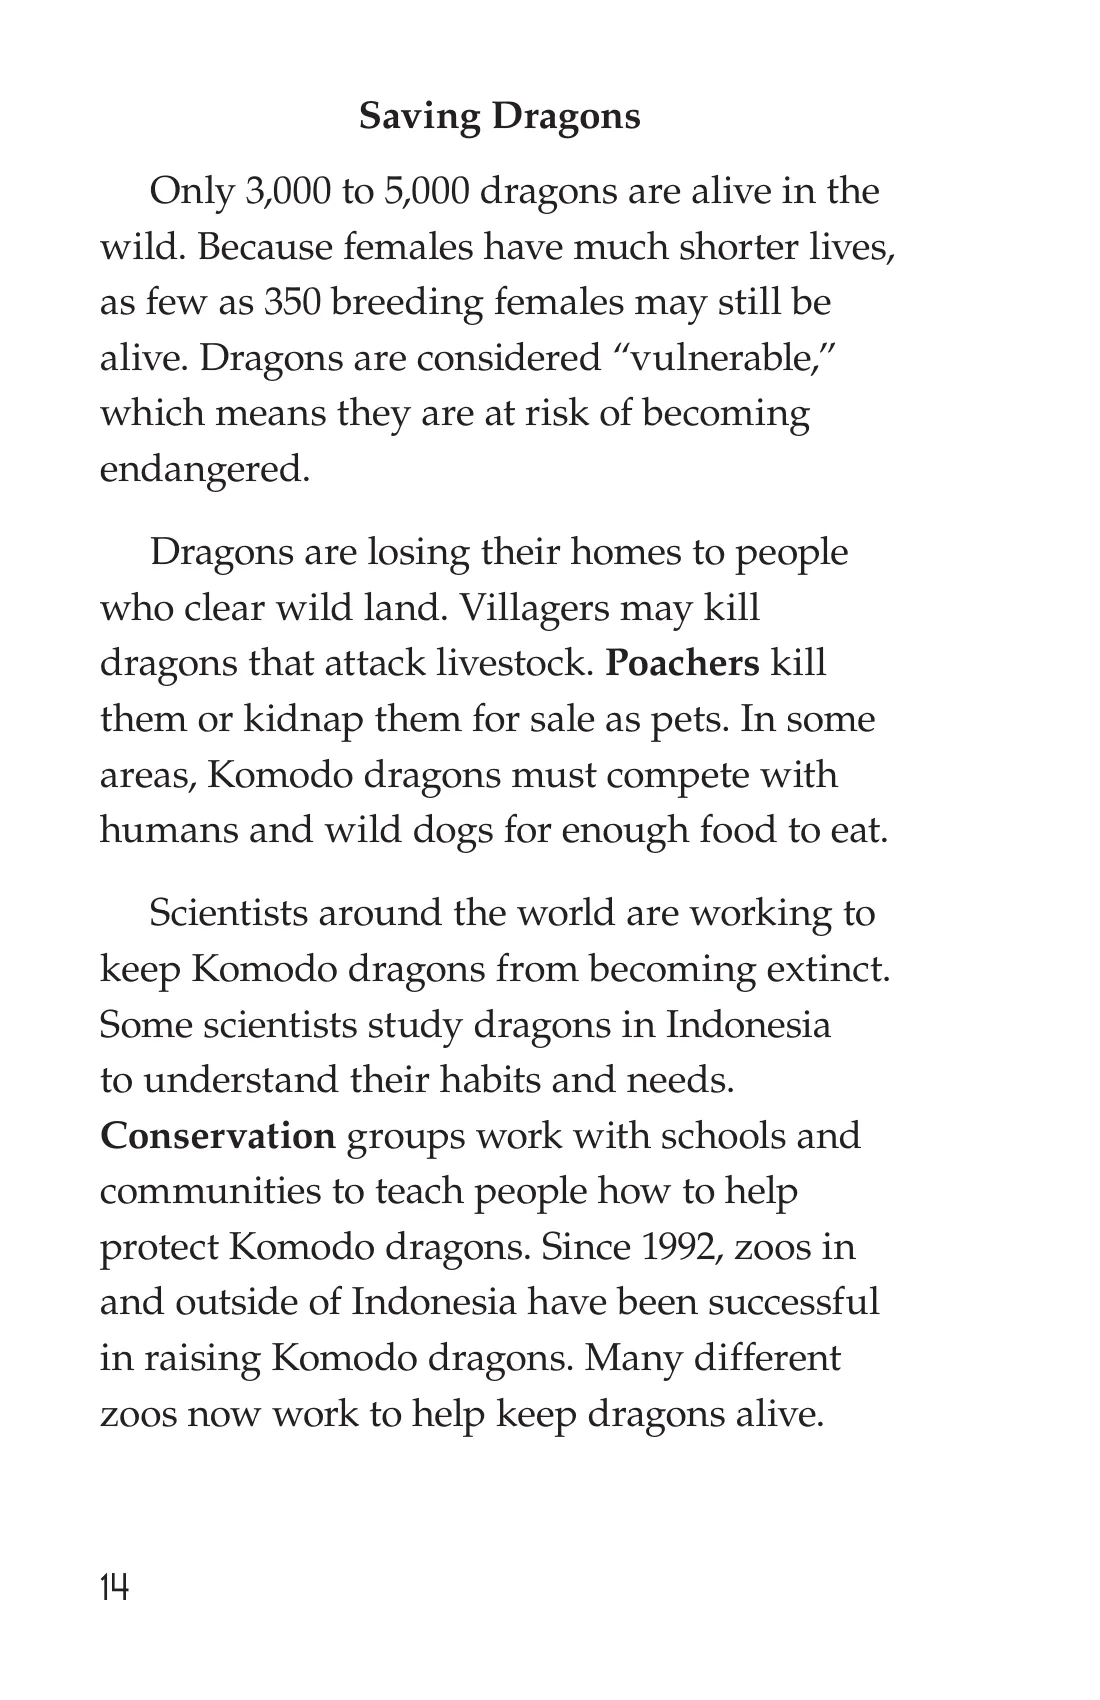 Saving Dragons
Only 3,000 to 5,000 dragons are alive in the
wild. Because females have much shorter lives,
as few as 350 breeding females may still be
alive. Dragons are considered “vulnerable,”
which means they are at risk of becoming
endangered.
Dragons are losing their homes to people
who clear wild land. Villagers may kill
dragons that attack livestock. Poachers kill
them or kidnap them for sale as pets. In some
areas, Komodo dragons must compete with
humans and wild dogs for enough food to eat.
Scientists around the world are working to
keep Komodo dragons from becoming extinct.
Some scientists study dragons in Indonesia
to understand their habits and needs.
Conservation groups work with schools and
communities to teach people how to help
protect Komodo dragons. Since 1992, zoos in
and outside of Indonesia have been successful
in raising Komodo dragons. Many different
zoos now work to help keep dragons alive.
14